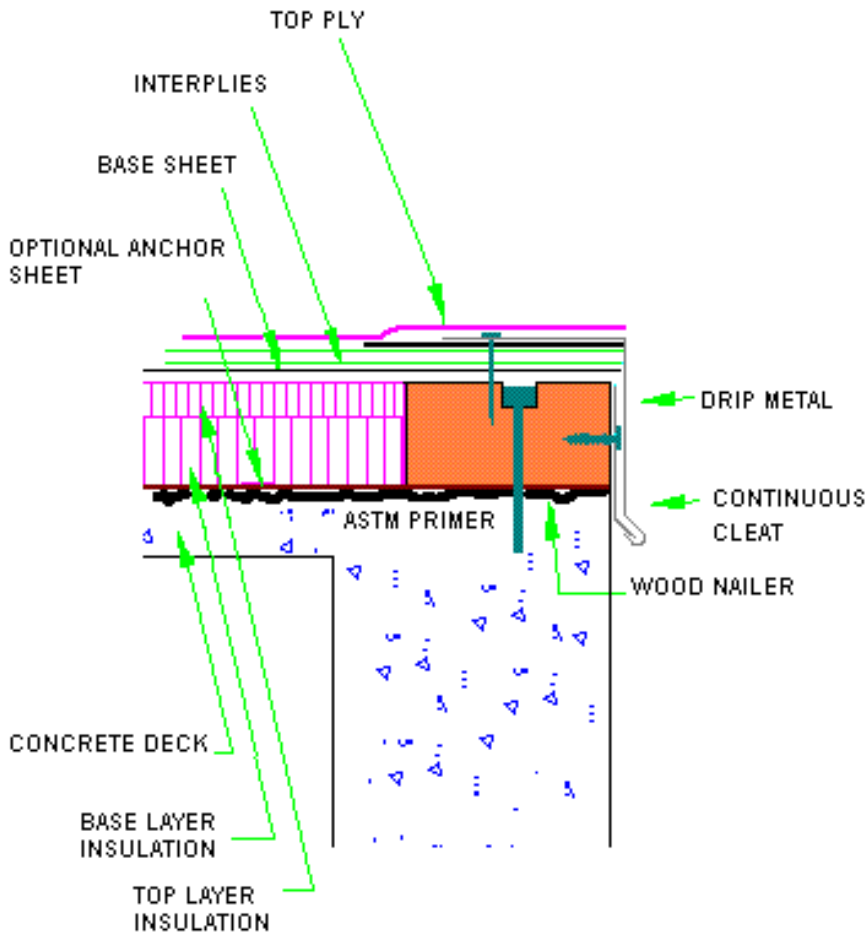 TOP PLY
INTERPLIES
BASE SHEET
OPTIONAL ANCHOR
SHEET
DRIP METAL
CONTINUOUS
CLEAT
ASTM PRIMER
WOOD NAILER
CONCRETE DECK
BASE LAYER
INSULATION
TOP LAYER
INSULATION